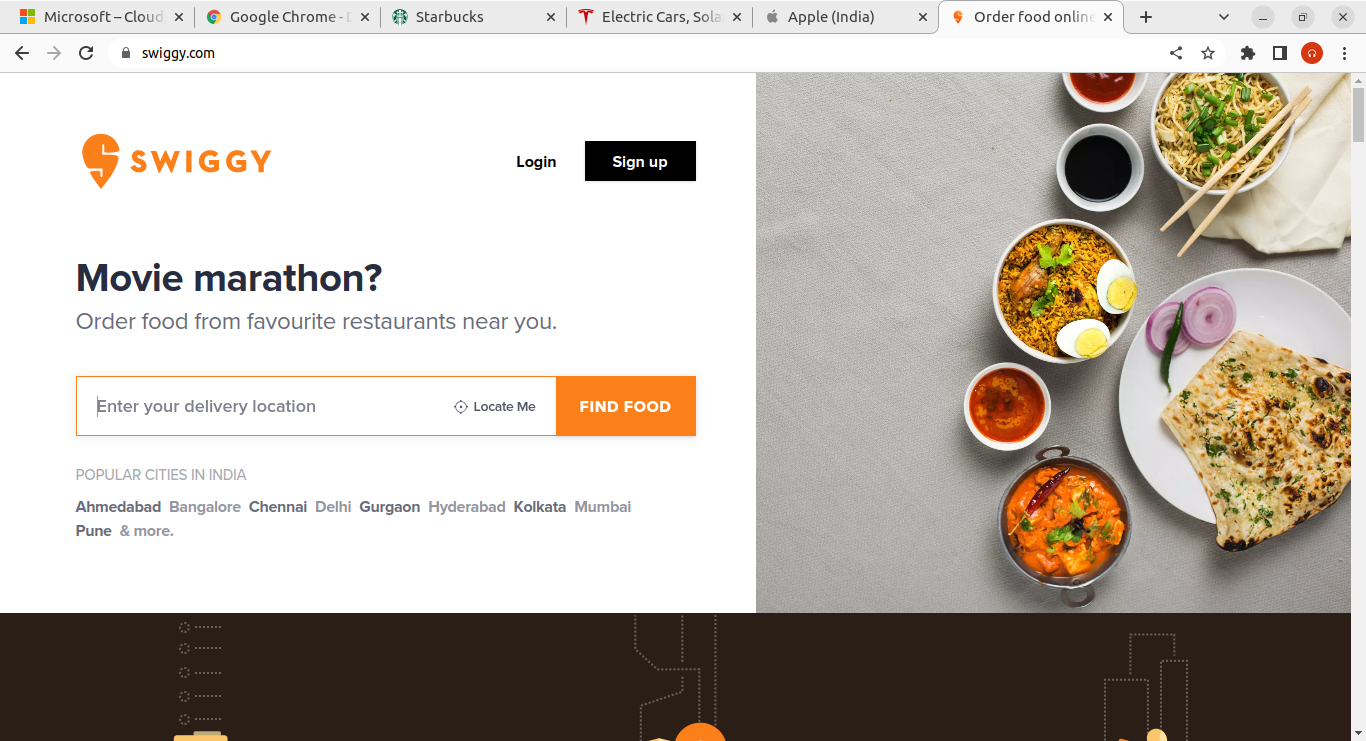 Microsoft – Cloud
Google Chrome - D
Starbucks
Electric Cars, Sola
Apple (India)
Order food online
swiggy.com
SWIGGY
Login
Sign up
Movie marathon?
Order food from favourite restaurants near you.
Enter your delivery location
Locate Me
FIND FOOD
POPULAR CITIES IN INDIA
Ahmedabad Bangalore Chennai Delhi Gurgaon Hyderabad Kolkata Mumbai
Pune & more.